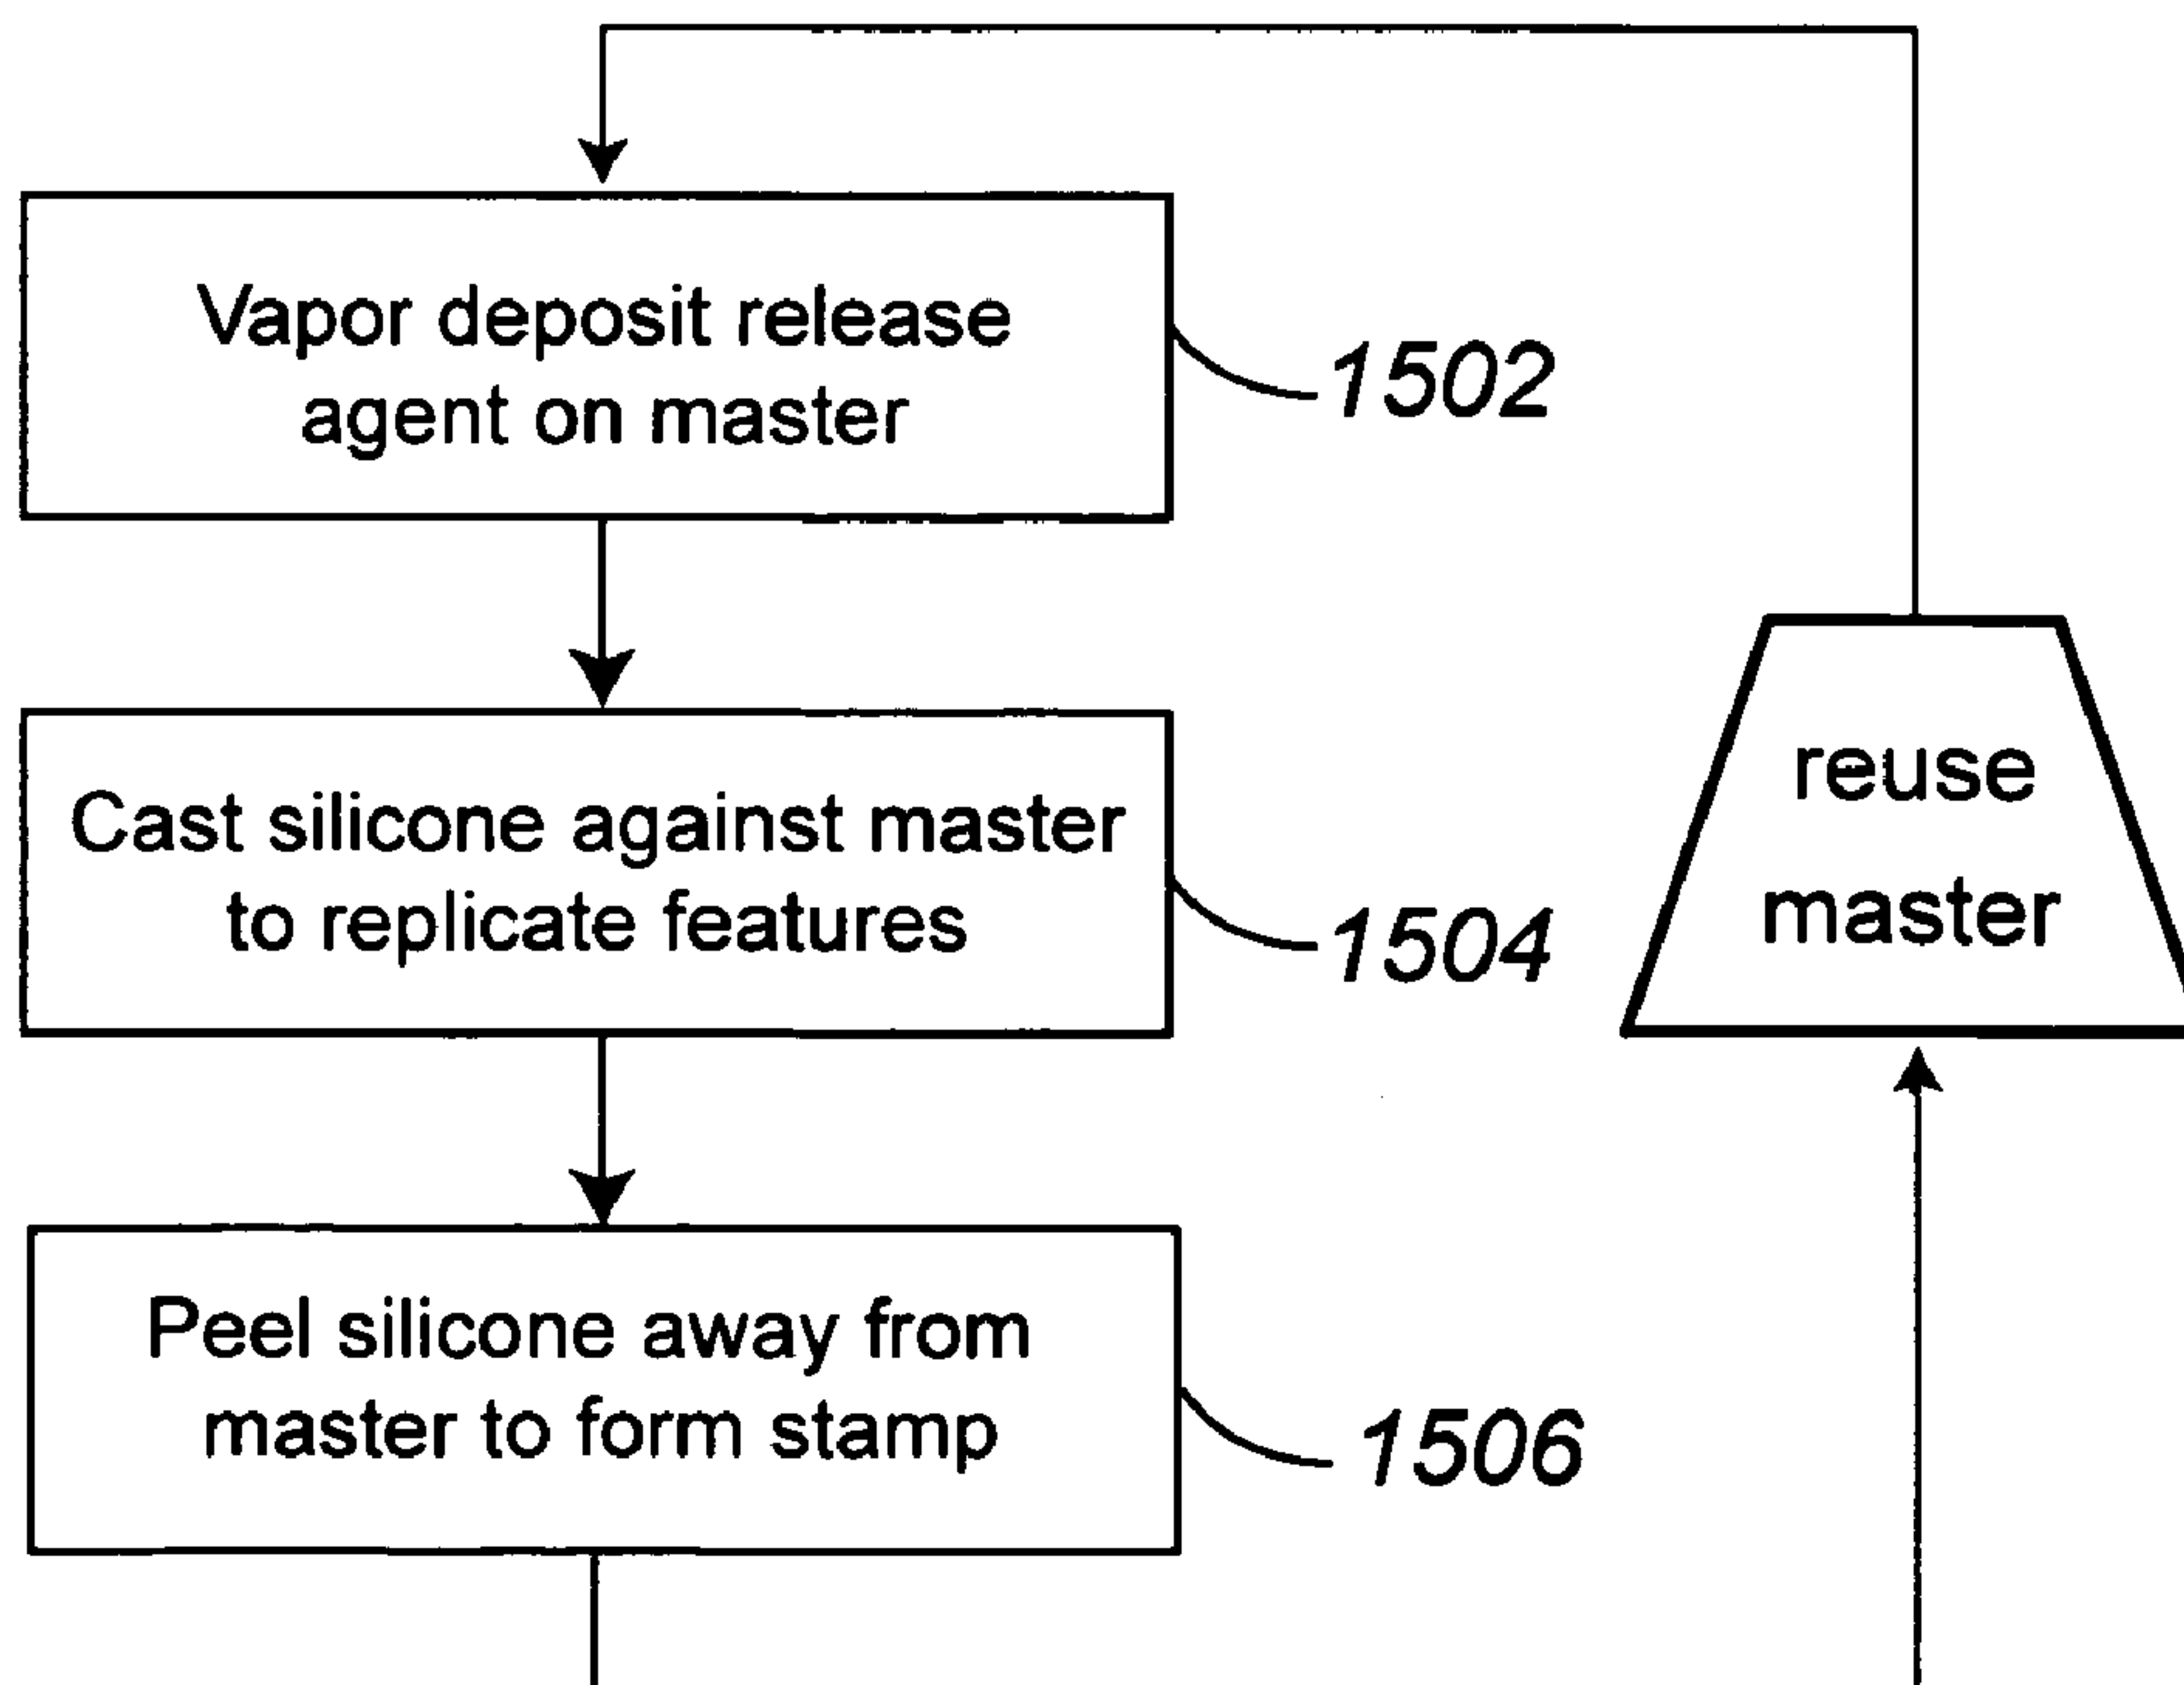 Vapor deposit release
agent on master
1502
Cast silicone against master
to replicate features
1504
reuse
master
Peel silicone away from
master to form stamp
1506